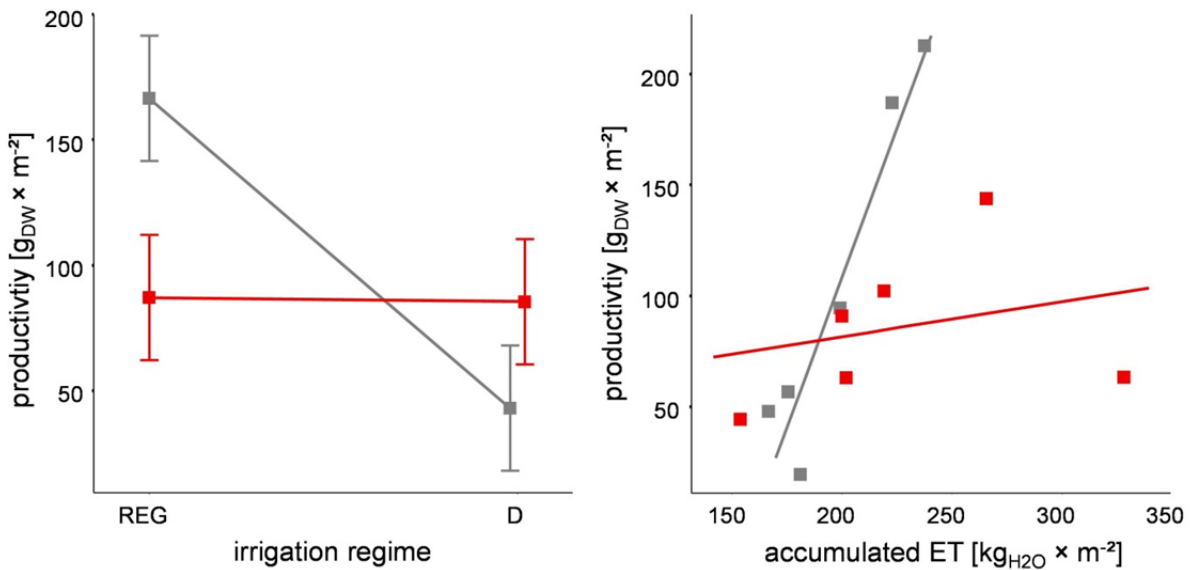 productivtiy [gDW × m⁻²]
200
150
100
50
REG
D
irrigation regime
productivtiy [gDW × m⁻²]
200
150
100
50
150
200
250
300
350
accumulated ET [kgH2O × m⁻²]